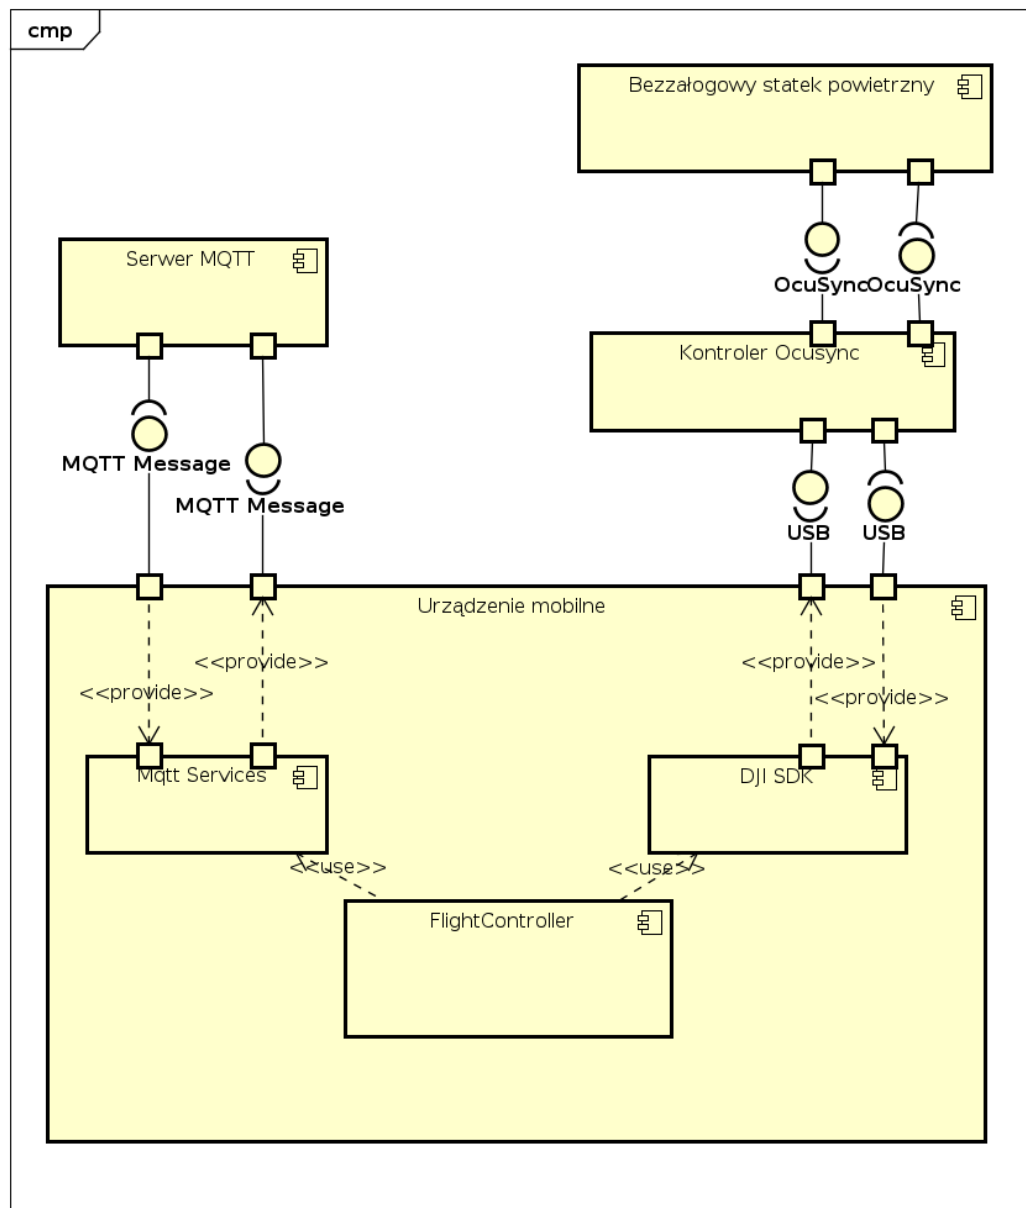 cmp
Bezzałogowy statek powietrzny
Serwer MQTT
OcuSync
OcuSync
Kontroler Ocusync
MQTT Message
MQTT Message
USB
USB
Urządzenie mobilne
<<provide>>
<<provide>>
<<provide>>
<<provide>>
Mqtt Services
DJI SDK
<<use>>
<<use>>
FlightController